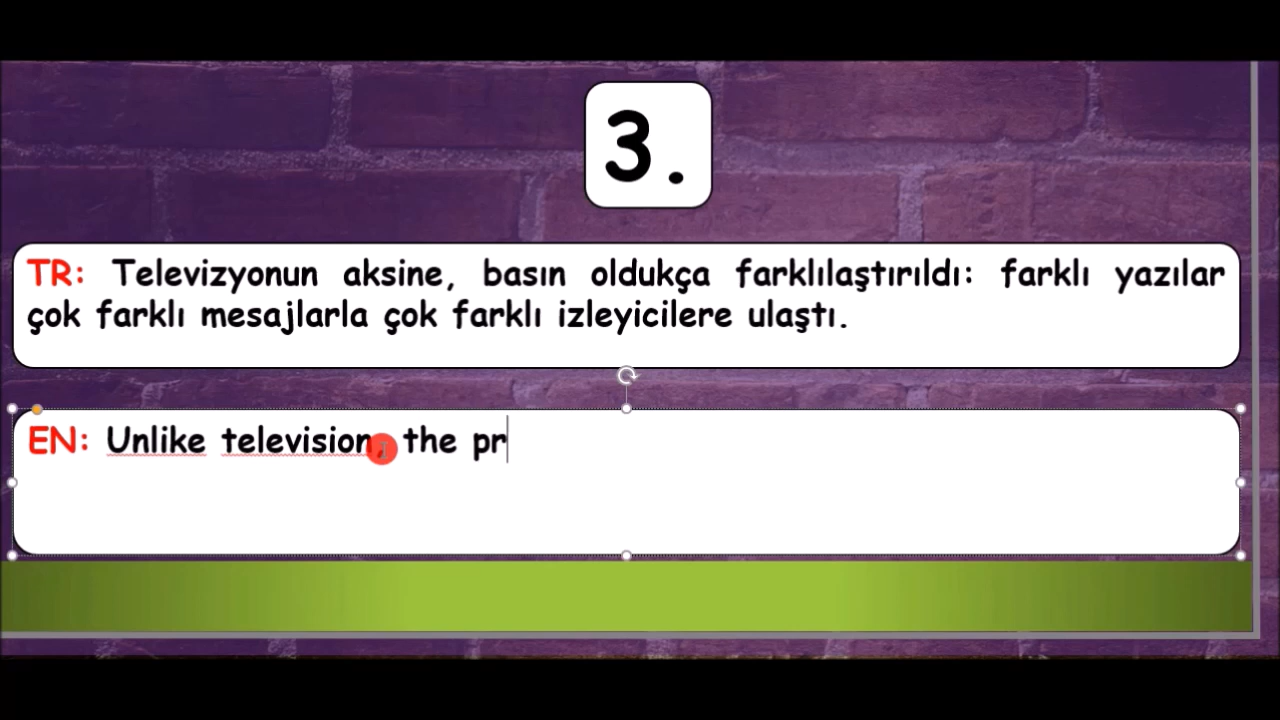 3.
TR: Televizyonun aksine, basın oldukça farklılaştırıldı: farklı yazılar
çok farklı mesajlarla çok farklı izleyicilere ulaştı.
EN: Unlike television, the pr